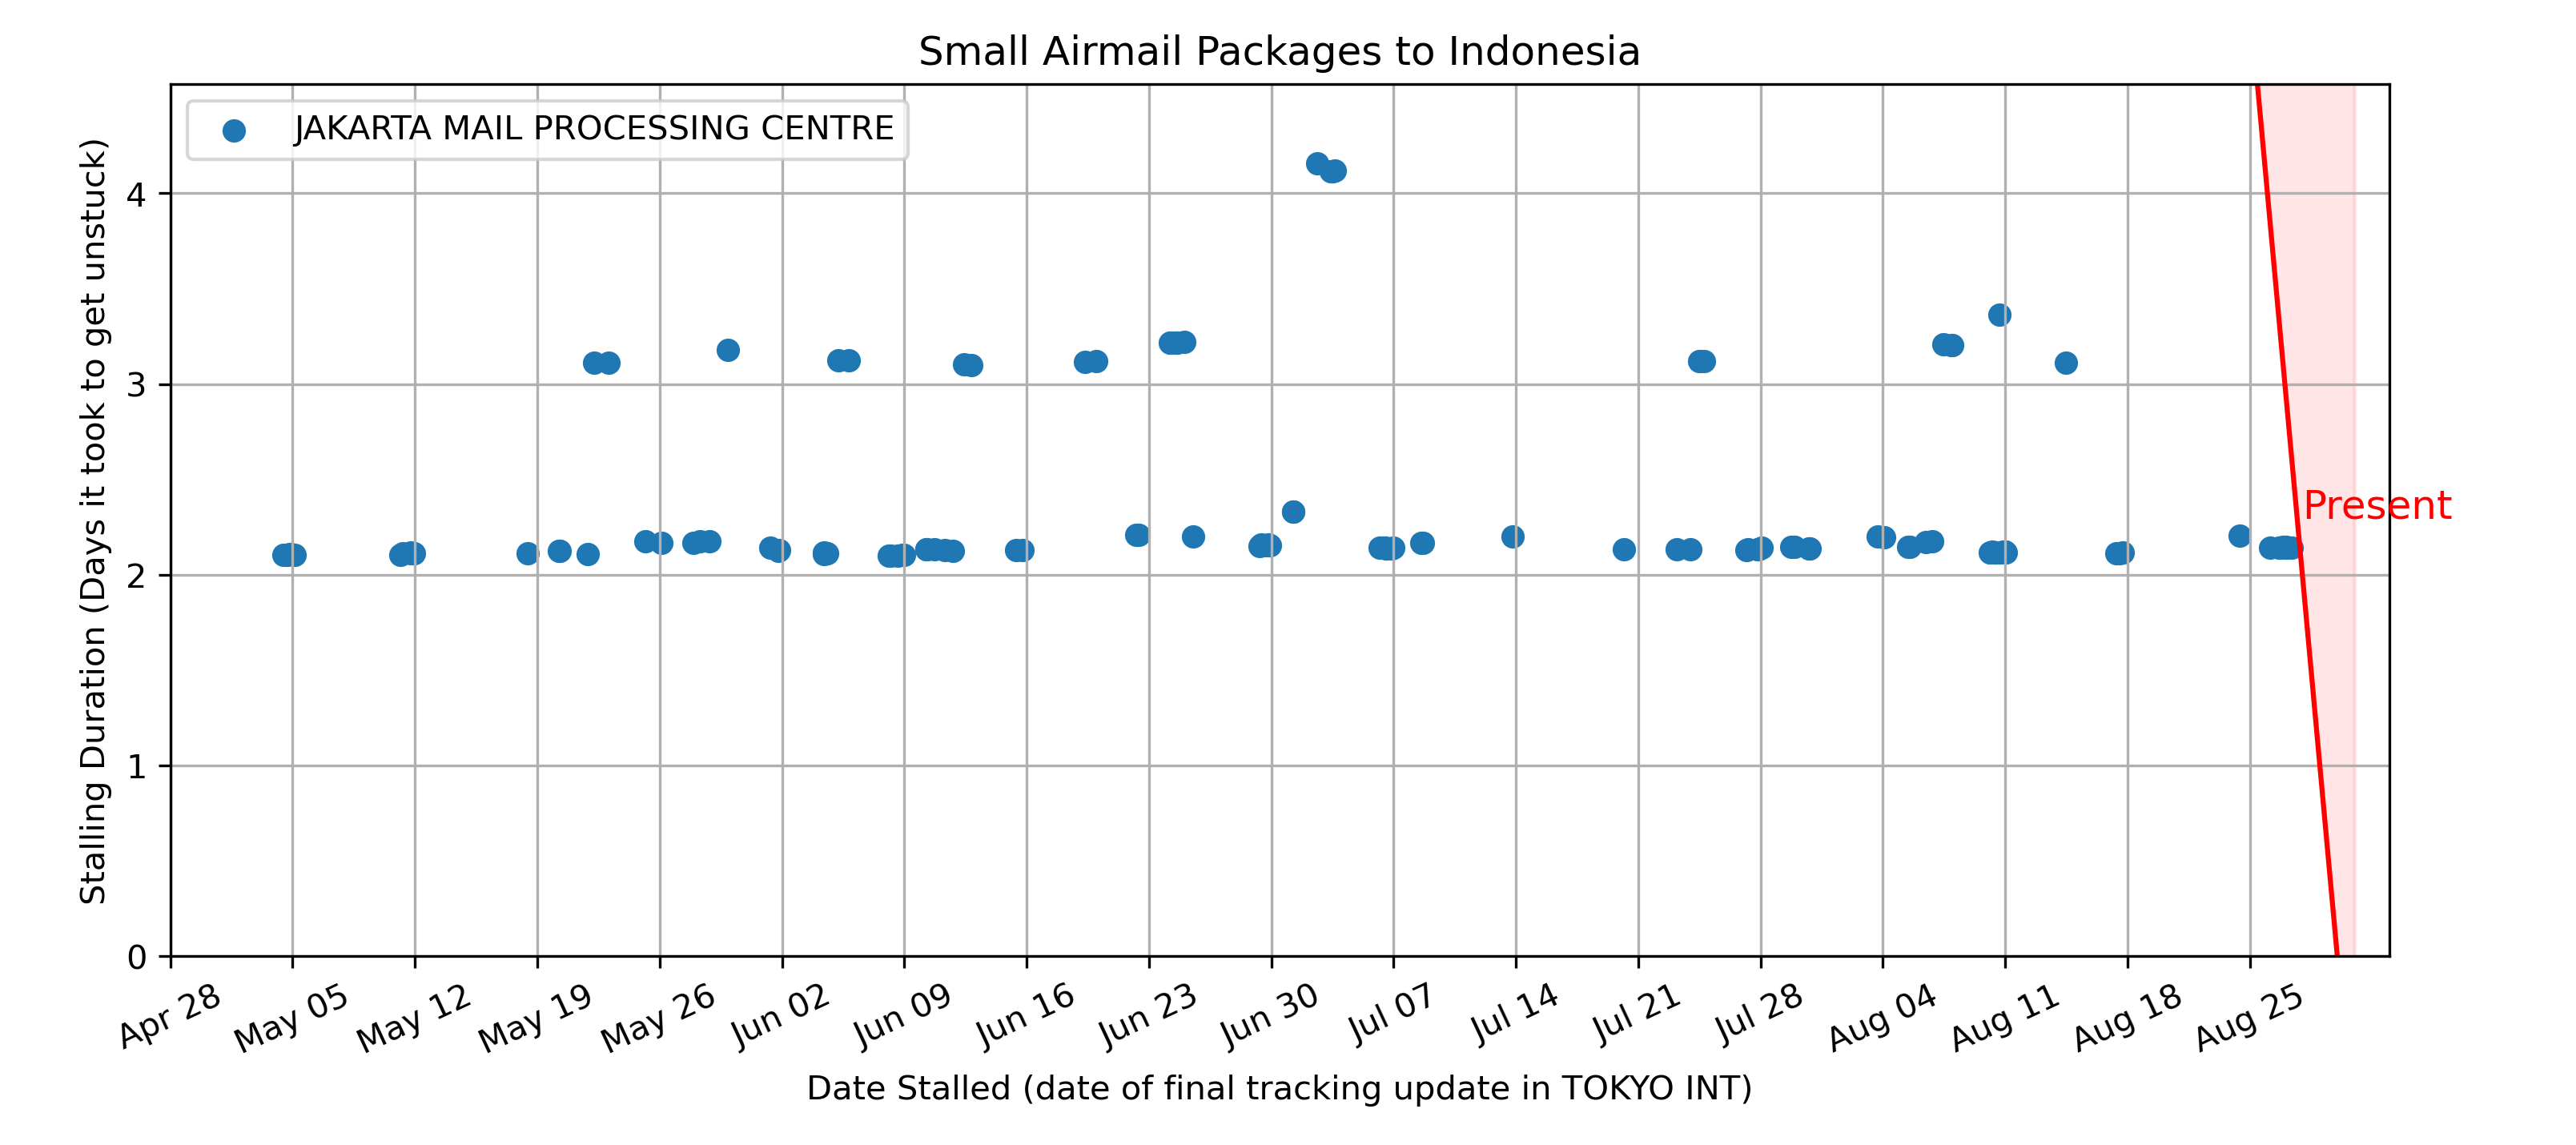 Small Airmail Packages to Indonesia
JAKARTA MAIL PROCESSING CENTRE
Stalling Duration (Days it took to get unstuck)
4
3
2
1
0
Present
Apr 28
May 05
May 12
May 19
May 26
Jun 02
Jun 09
Jun 16
Jun 23
Jun 30
Jul 07
Jul 14
Jul 21
Jul 28
Aug 04
Aug 11
Aug 18
Aug 25
Date Stalled (date of final tracking update in TOKYO INT)